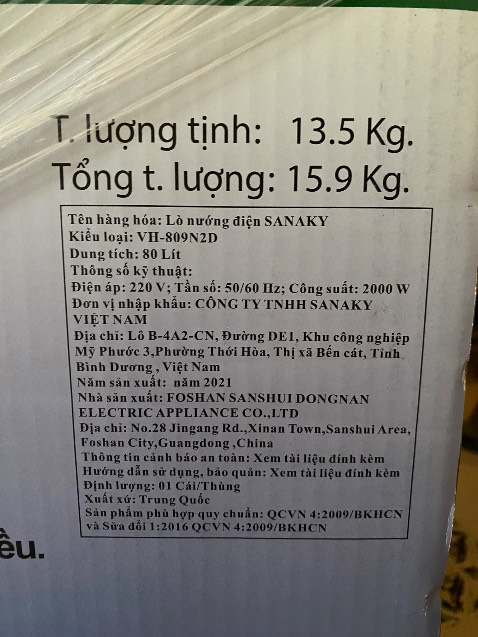 T. lượng tịnh: 13.5 Kg.
Tổng t. lượng: 15.9 Kg.
Tên hàng hóa: Lò nướng điện SANAKY
Kiểu loại: VH-809N2D
Dung tích: 80 Lít
Thông số kỹ thuật:
Điện áp: 220 V; Tần số: 50/60 Hz; Công suất: 2000 W
Đơn vị nhập khẩu: CÔNG TY TNHH SANAKY
VIỆT NAM
Địa chỉ: Lô B-4A2-CN, Đường DE1, Khu công nghiệp
Mỹ Phước 3,Phường Thới Hòa, Thị xã Bến cát, Tỉnh
Bình Dương , Việt Nam
Năm sản xuất: năm 2021
Nhà sản xuất: FOSHAN SANSHUI DONGNAN
ELECTRIC APPLIANCE CO.,LTD
Địa chỉ: No.28 Jingang Rd.,Xinan Town,Sanshui Area,
Foshan City,Guangdong ,China
Thông tin cảnh báo an toàn: Xem tài liệu đính kèm
Hướng dẫn sử dụng, bảo quản: Xem tài liệu đính kèm
Định lượng: 01 Cái/Thùng
Xuất xứ: Trung Quốc
Sản phẩm phù hợp quy chuẩn: QCVN 4:2009/BKHCN
và Sửa đổi 1:2016 QCVN 4:2009/BKHCN
ều.